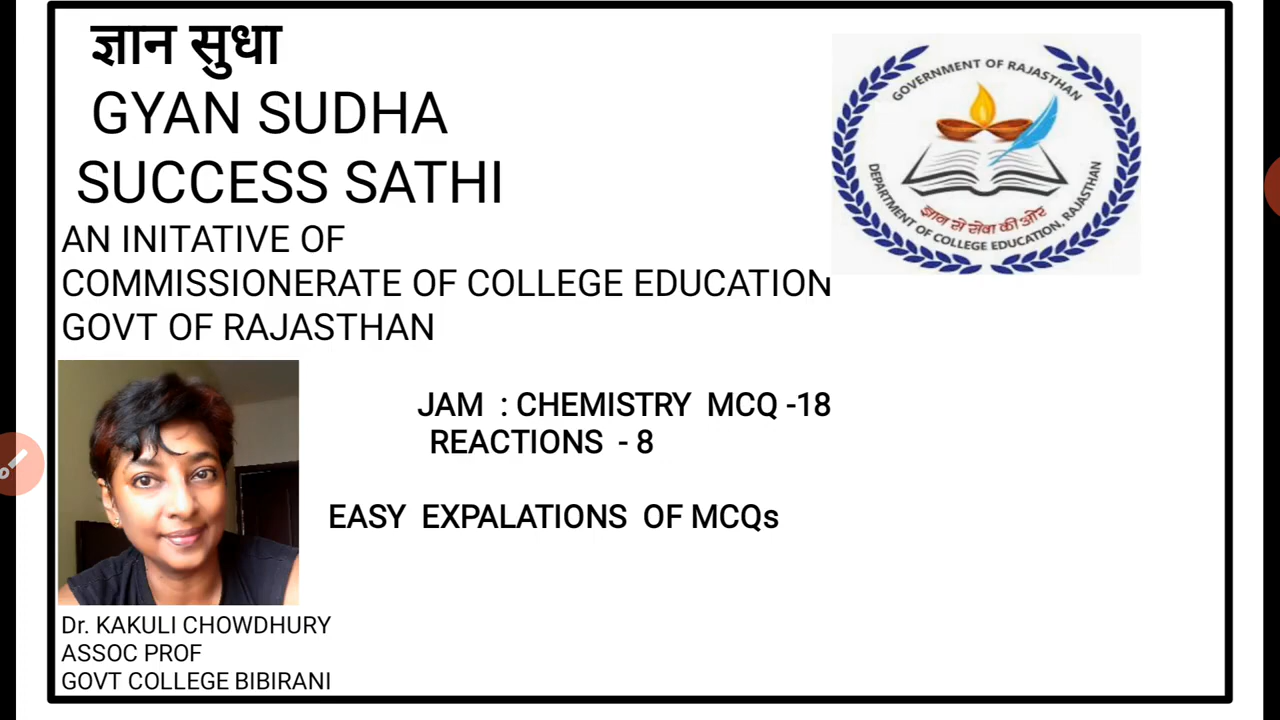 ज्ञान सुधा
GYAN SUDHA
SUCCESS SATHI
AN INITATIVE OF
COMMISSIONERATE OF COLLEGE EDUCATION
GOVT OF RAJASTHAN
GOVERNMENT OF RAJASTHAN
ज्ञान से सेवा की ओर
DEPARTMENT OF COLLEGE EDUCATION, RAJASTHAN
JAM : CHEMISTRY MCQ -18
REACTIONS - 8
EASY EXPALATIONS OF MCQs
Dr. KAKULI CHOWDHURY
ASSOC PROF
GOVT COLLEGE BIBIRANI